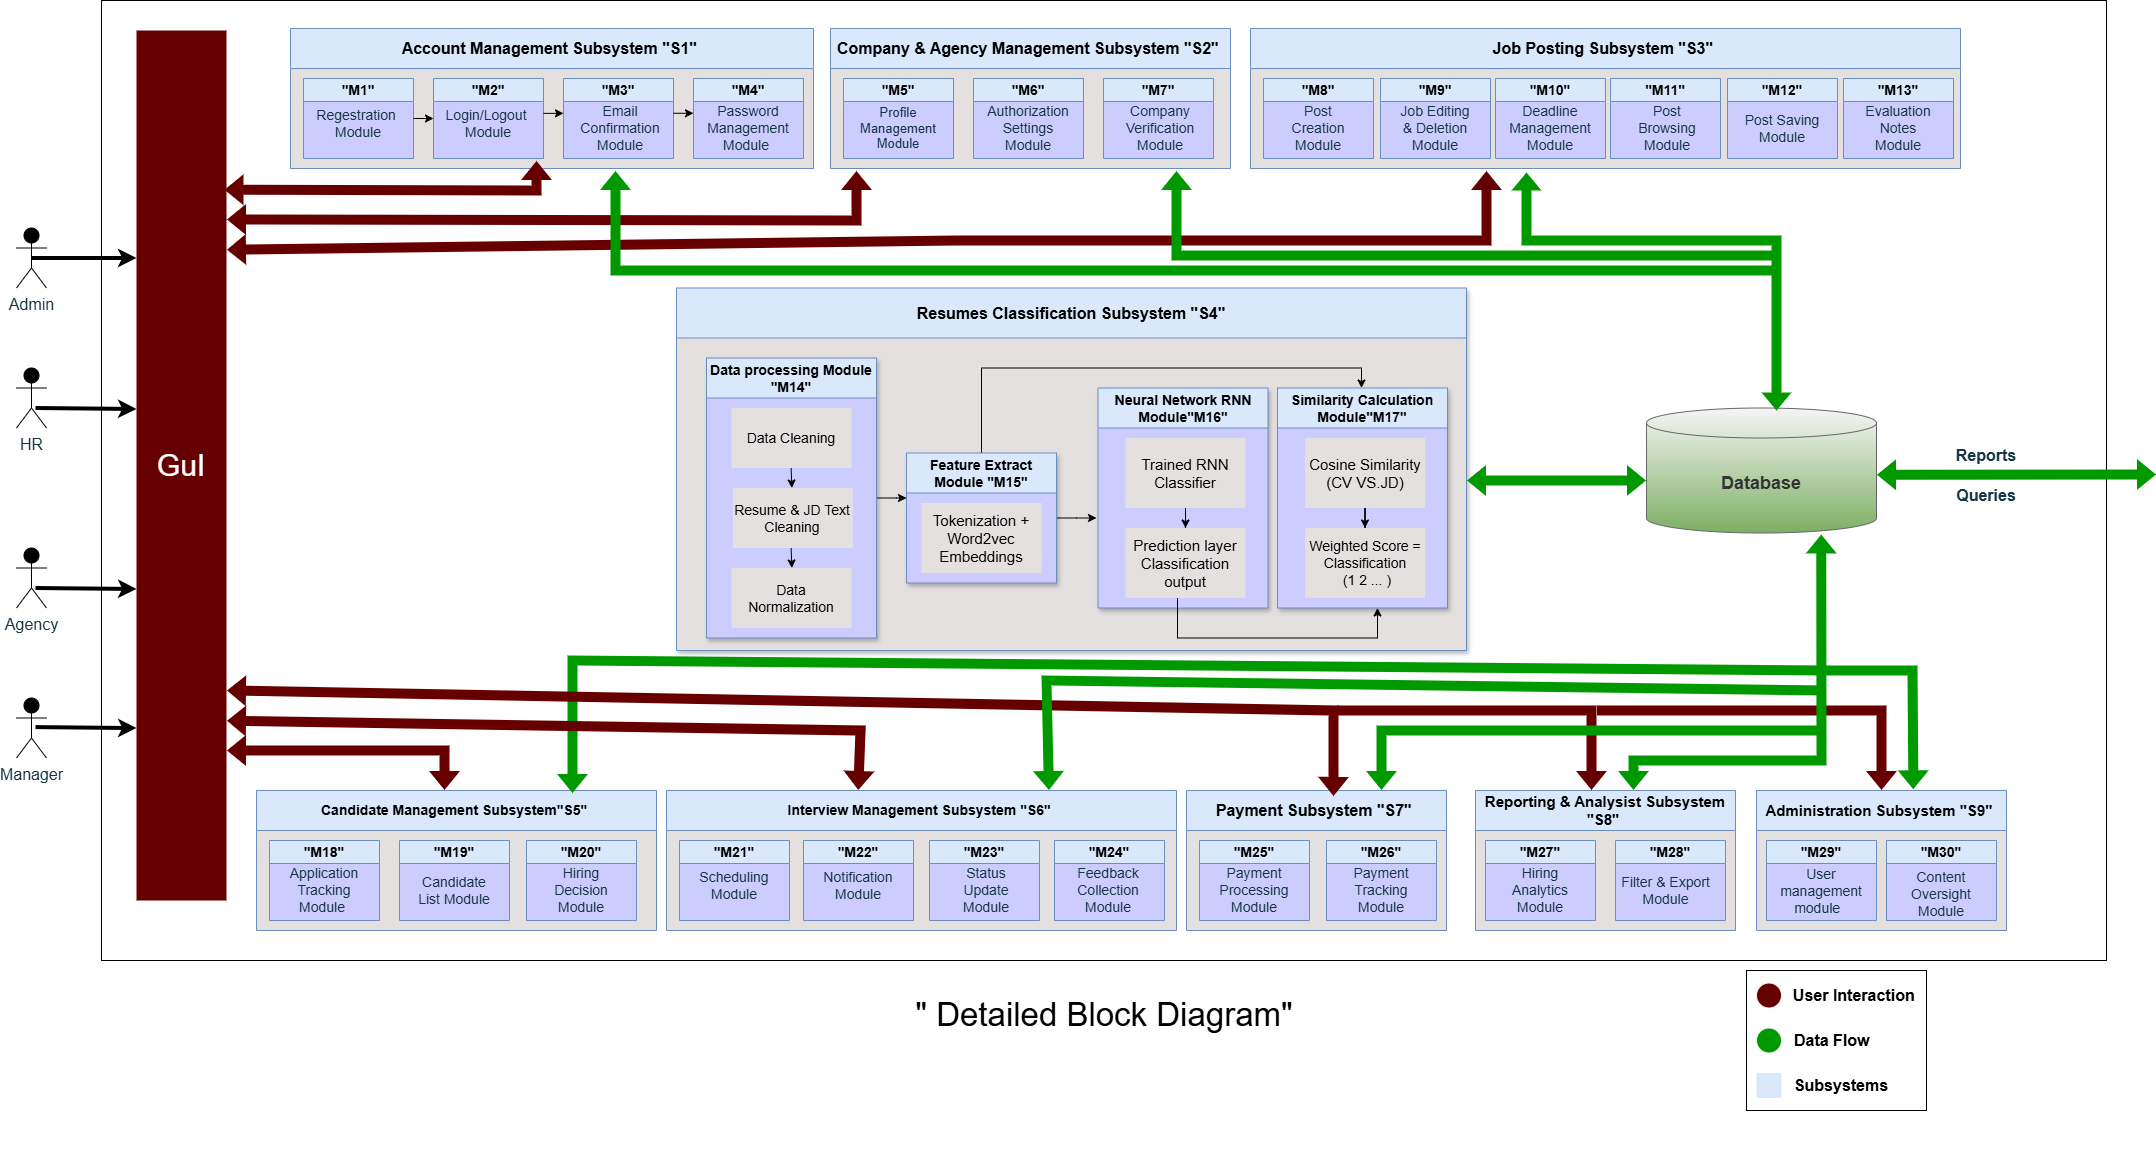 Account Management Subsystem "S1"
"M1"
Regestration
Module
"M2"
Login/Logout
Module
"M3"
Email
Confirmation
Module
"M4"
Password
Management
Module
Company & Agency Management Subsystem "S2"
"M5"
Profile
Management
Module
"M6"
Authorization
Settings
Module
"M7"
Company
Verification
Module
Job Posting Subsystem "S3"
"M8"
Post
Creation
Module
"M9"
Job Editing
& Deletion
Module
"M10"
Deadline
Management
Module
"M11"
Post
Browsing
Module
"M12"
Post Saving
Module
"M13"
Evaluation
Notes
Module
Admin
HR
Agency
Manager
GuI
Resumes Classification Subsystem "S4"
Data processing Module
"M14"
Data Cleaning
Resume & JD Text
Cleaning
Data
Normalization
Feature Extract
Module "M15"
Tokenization +
Word2vec
Embeddings
Neural Network RNN
Module"M16"
Trained RNN
Classifier
Prediction layer
Classification
output
Similarity Calculation
Module"M17"
Cosine Similarity
(CV VS.JD)
Weighted Score =
Classification
(1 2 ... )
Database
Reports
Queries
Candidate Management Subsystem"S5"
"M18"
Application
Tracking
Module
"M19"
Candidate
List Module
"M20"
Hiring
Decision
Module
Interview Management Subsystem "S6"
"M21"
Scheduling
Module
"M22"
Notification
Module
"M23"
Status
Update
Module
"M24"
Feedback
Collection
Module
Payment Subsystem "S7"
"M25"
Payment
Processing
Module
"M26"
Payment
Tracking
Module
Reporting & Analysist Subsystem
"S8"
"M27"
Hiring
Analytics
Module
"M28"
Filter & Export
Module
Administration Subsystem "S9"
"M29"
User
management
module
"M30"
Content
Oversight
Module
" Detailed Block Diagram"
User Interaction
Data Flow
Subsystems